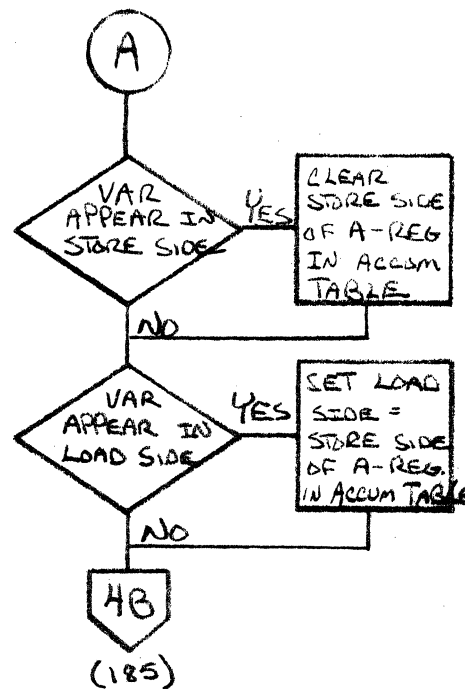 A
VAR
APPEAR IN
STORE SIDE
YES
CLEAR
STORE SIDE
OF A-REG
IN ACCUM
TABLE
NO
VAR
APPEAR IN
LOAD SIDE
YES
SET LOAD
SIDE =
STORE SIDE
OF A-REG.
IN ACCUM TABLE
NO
4B
(185)